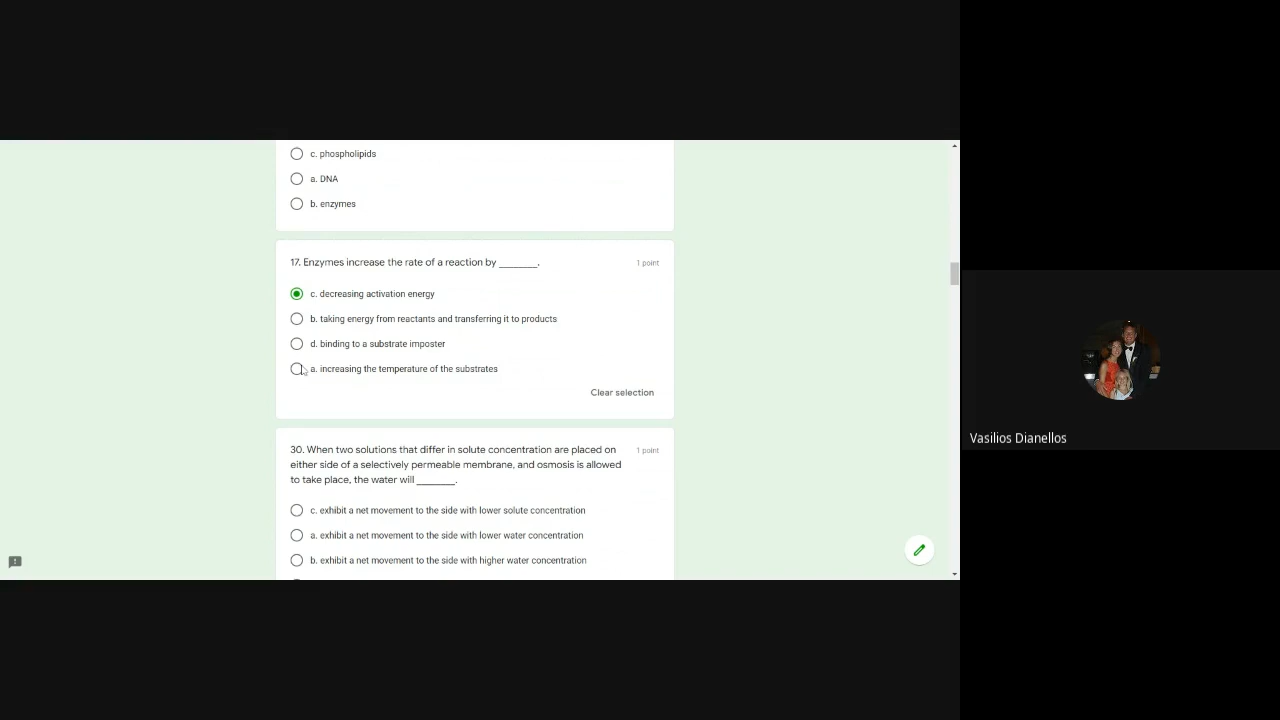 c. phospholipids
a. DNA
b. enzymes
17. Enzymes increase the rate of a reaction by _______.
1 point
c. decreasing activation energy
b. taking energy from reactants and transferring it to products
d. binding to a substrate imposter
a. increasing the temperature of the substrates
Clear selection
30. When two solutions that differ in solute concentration are placed on
either side of a selectively permeable membrane, and osmosis is allowed
to take place, the water will _______.
1 point
c. exhibit a net movement to the side with lower solute concentration
a. exhibit a net movement to the side with lower water concentration
b. exhibit a net movement to the side with higher water concentration
Vasilios Dianellos